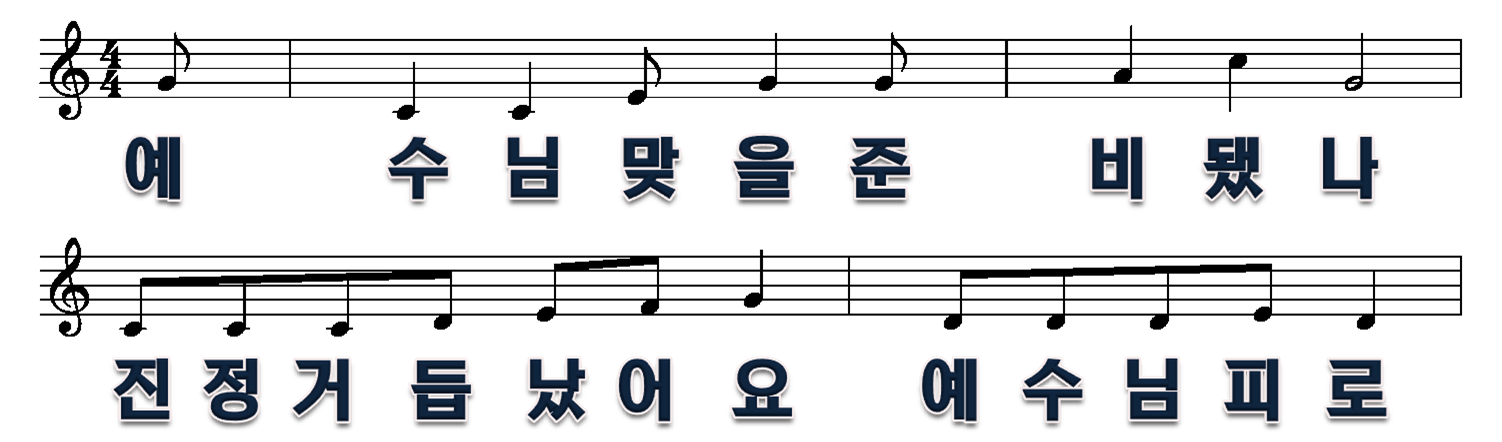 예 수 님 맞 을 준 비 됐 나
진 정 거 듭 났 어 요 예 수 님 피 로